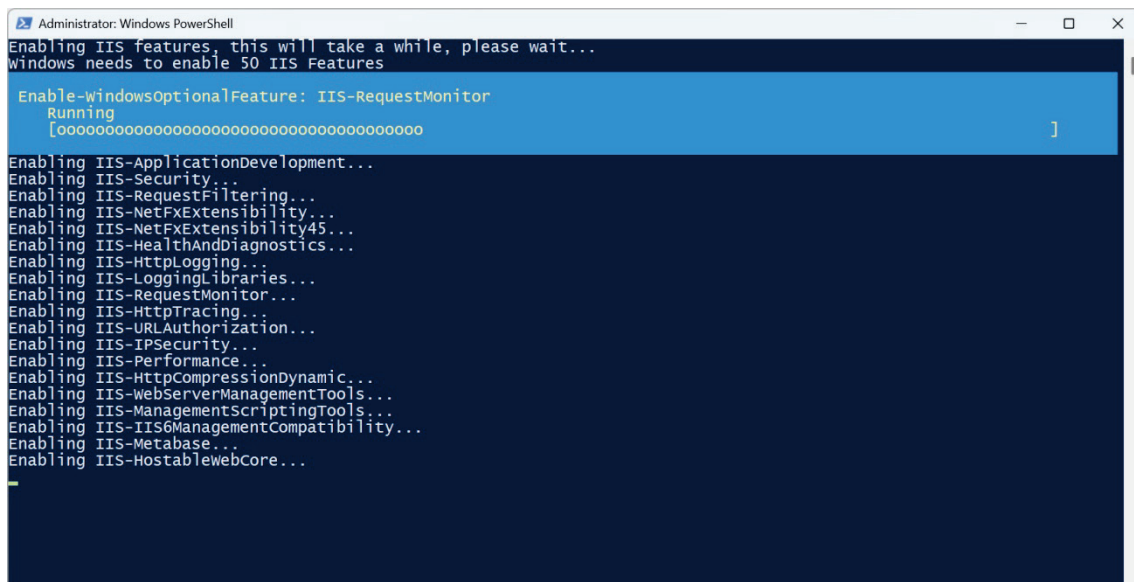 Administrator: Windows PowerShell
Enabling IIS features, this will take a while, please wait...
Windows needs to enable 50 IIS Features
Enable-WindowsOptionalFeature: IIS-RequestMonitor
Running
[oooooooooooooooooooooooooooooooooooooo ]
Enabling IIS-ApplicationDevelopment...
Enabling IIS-Security...
Enabling IIS-RequestFiltering...
Enabling IIS-NetFxExtensibility...
Enabling IIS-NetFxExtensibility45...
Enabling IIS-HealthAndDiagnostics...
Enabling IIS-HttpLogging...
Enabling IIS-LoggingLibraries...
Enabling IIS-RequestMonitor...
Enabling IIS-HttpTracing...
Enabling IIS-URLAuthorization...
Enabling IIS-IPSecurity...
Enabling IIS-Performance...
Enabling IIS-HttpCompressionDynamic...
Enabling IIS-WebServerManagementTools...
Enabling IIS-ManagementScriptingTools...
Enabling IIS-IIS6ManagementCompatibility...
Enabling IIS-Metabase...
Enabling IIS-HostableWebCore...